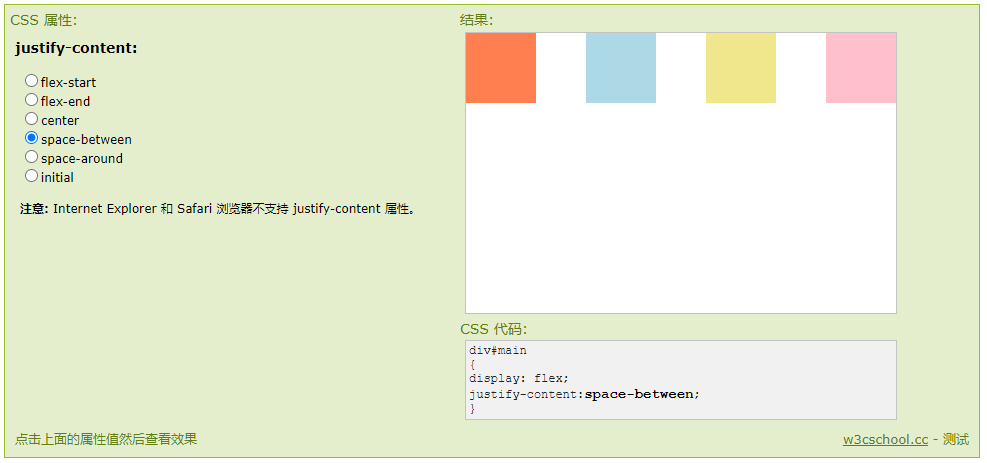 CSS 属性:
justify-content:
flex-start
flex-end
center
space-between
space-around
initial
注意: Internet Explorer 和 Safari 浏览器不支持 justify-content 属性。
结果:
CSS 代码:
div#main
{
display: flex;
justify-content:space-between;
}
点击上面的属性值然后查看效果
w3cschool.cc - 测试